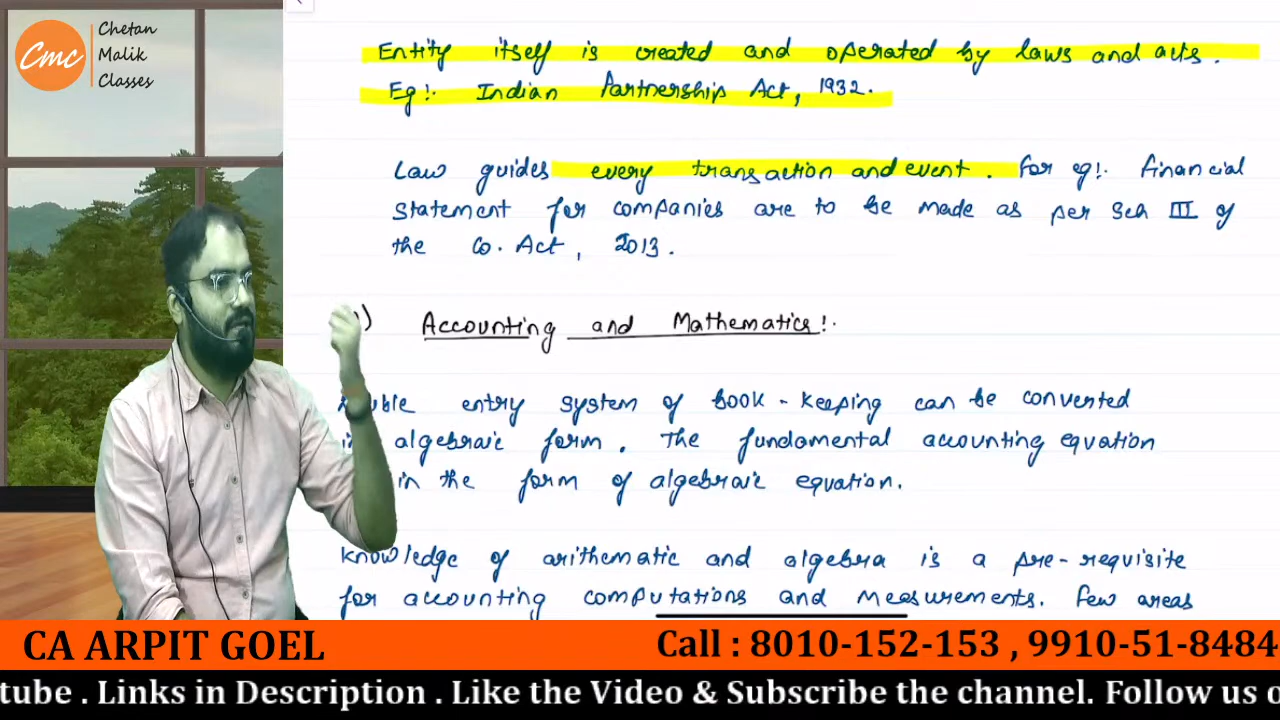 Chetan
Malik
Classes
Cmc
Entity itself is created and operated by laws and acts.
Eg:. Indian Partnership Act, 1932.
Law guides every transaction and event. For eg:. Financial
statement for companies are to be made as per Sch III of
the Co. Act, 2013.
Accounting and Mathematics:.
entry system of book-keeping can be converted
algebraic form. The fundamental accounting equation
in the form of algebraic equation.
Knowledge of arithematic and algebra is a pre-requisite
for accounting computations and measurements. Few areas
CA ARPIT GOEL
Call : 8010-152-153 , 9910-51-8484
tube . Links in Description . Like the Video & Subscribe the channel. Follow us o